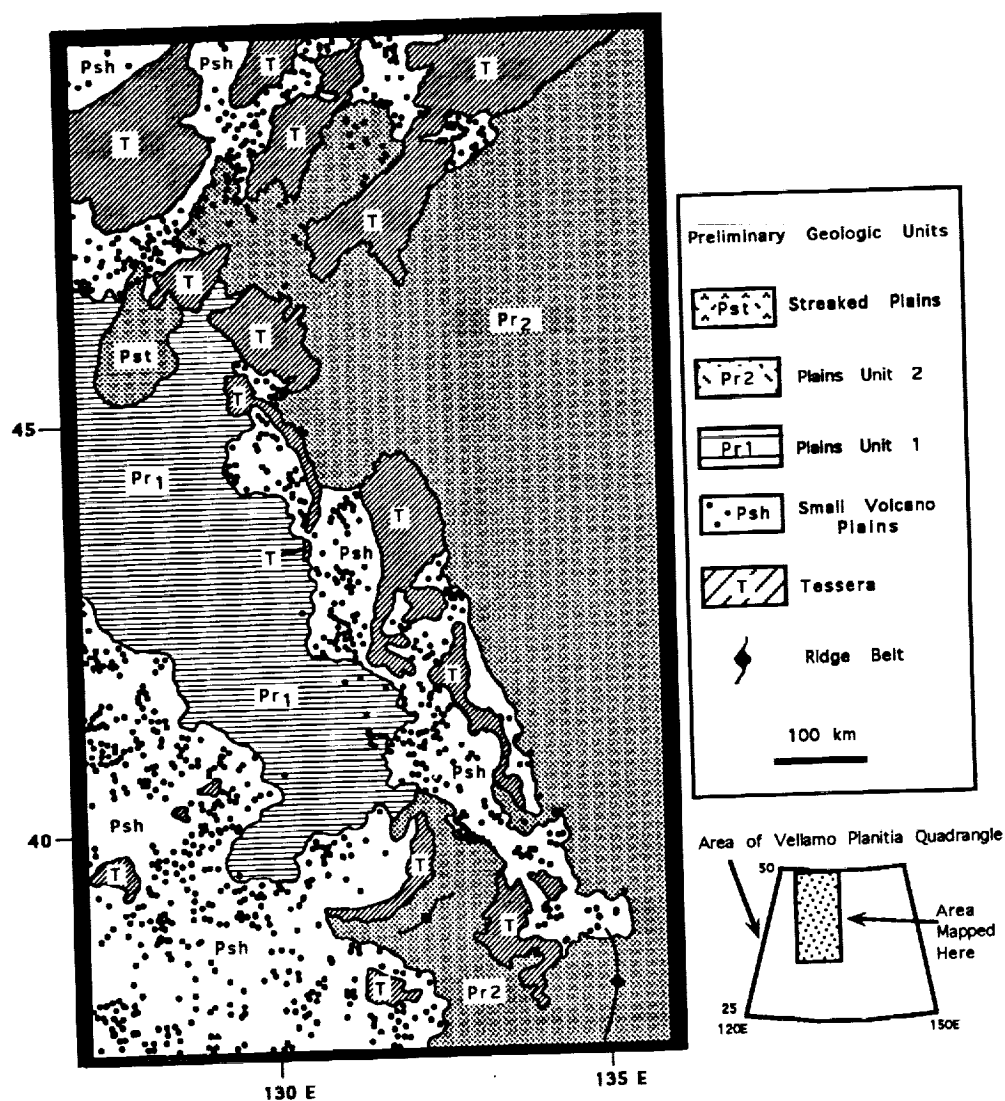 Psh
Psh
T
T
T
T
T
T
Pr2
Pst
T
T
45
Pr1
T
T
Psh
Pr1
T
Psh
Psh
40
T
T
Psh
T
T
Pr2
130 E
135 E
Preliminary Geologic Units
Pst Streaked Plains
Pr2 Plains Unit 2
Pr1 Plains Unit 1
Psh Small Volcano
Plains
T Tessera
Ridge Belt
100 km
Area of Vellamo Planitia Quadrangle
50
Area
Mapped
Here
25
120E
150E